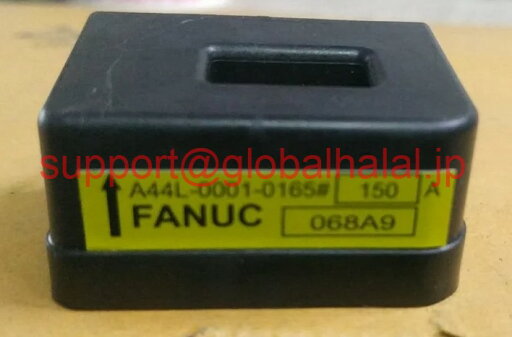 support@globalhalal.jp
A44L-0001-0165# 150 A
FANUC 068A9